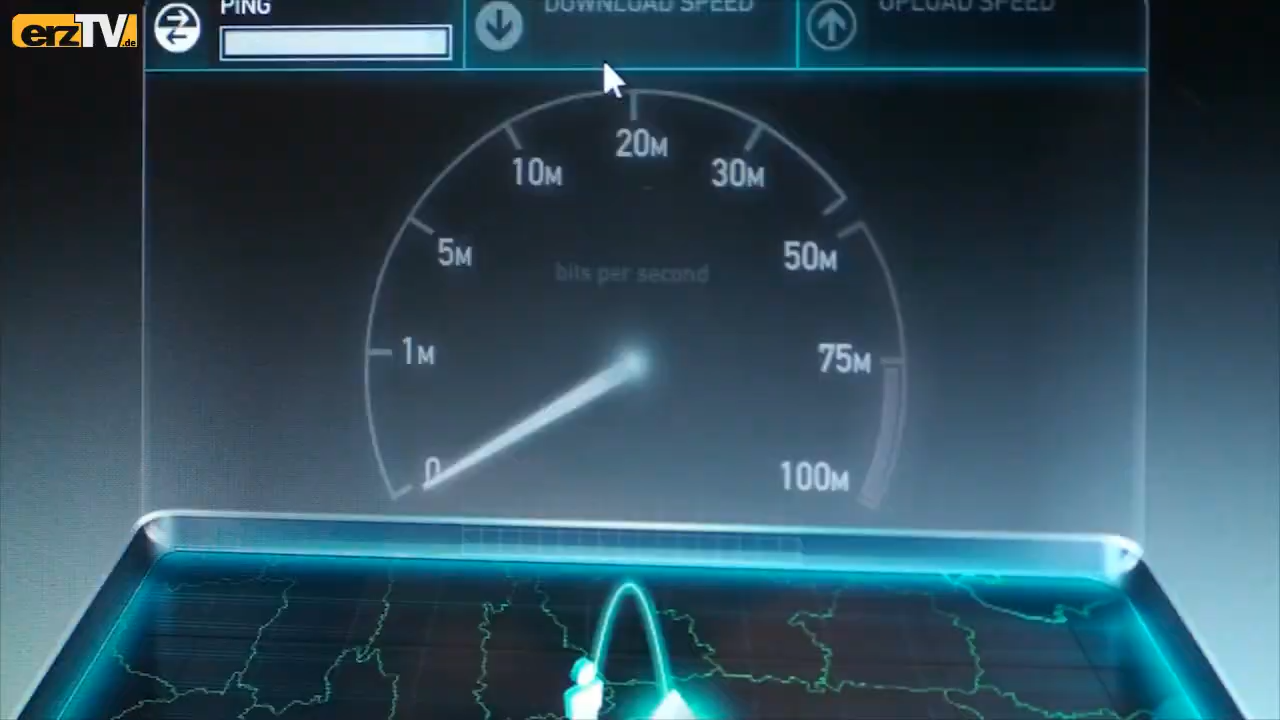 erzTV.de
PING
DOWNLOAD SPEED
UPLOAD SPEED
20M
10M
30M
5M
50M
bits per second
1M
75M
0
100M